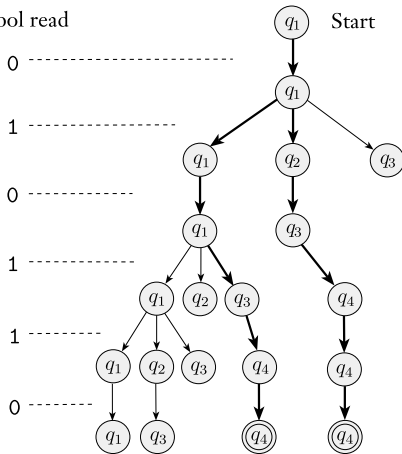 ool read
q1 Start
0
q1
1
q1 q2 q3
0
q1 q3
1
q1 q2 q3 q4
1
q1 q2 q3 q4 q4
0
q1 q3 q4 q4